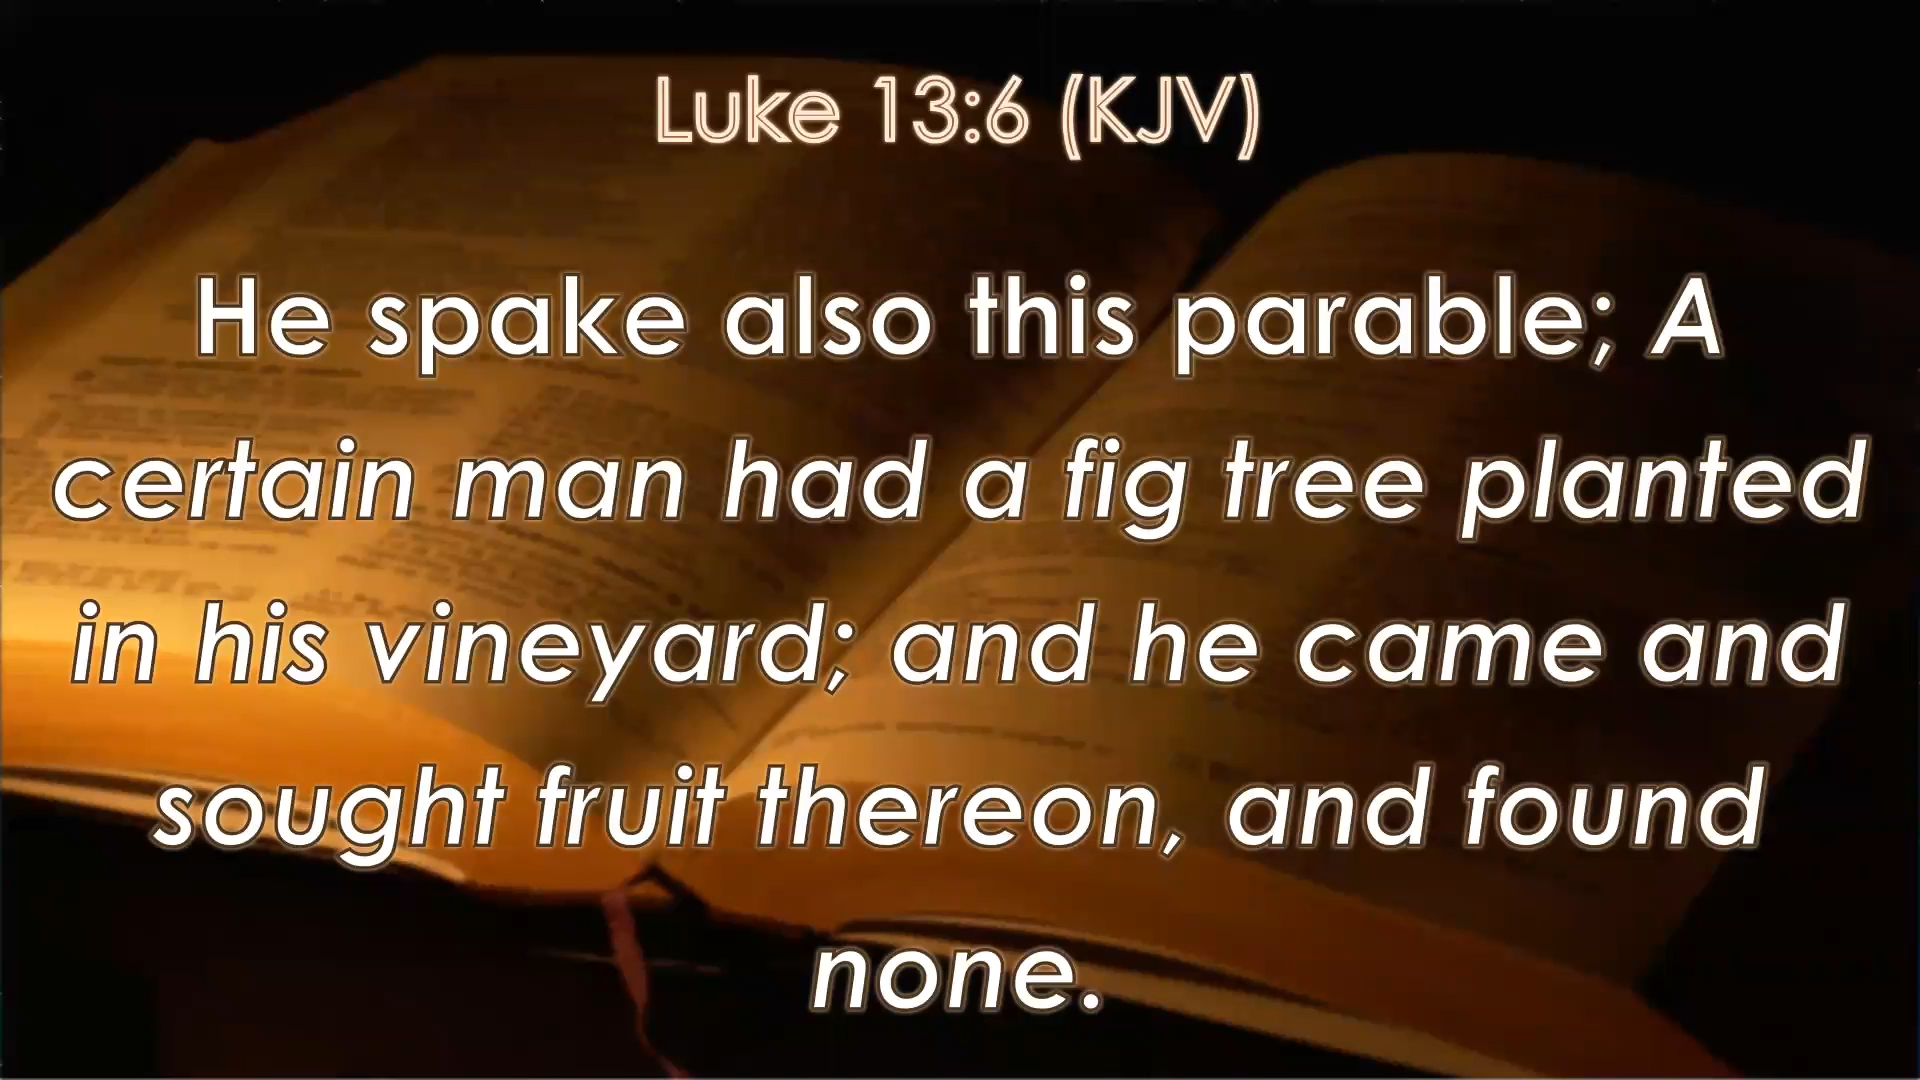 Luke 13:6 (KJV)
He spake also this parable; A
certain man had a fig tree planted
in his vineyard; and he came and
sought fruit thereon, and found
none.